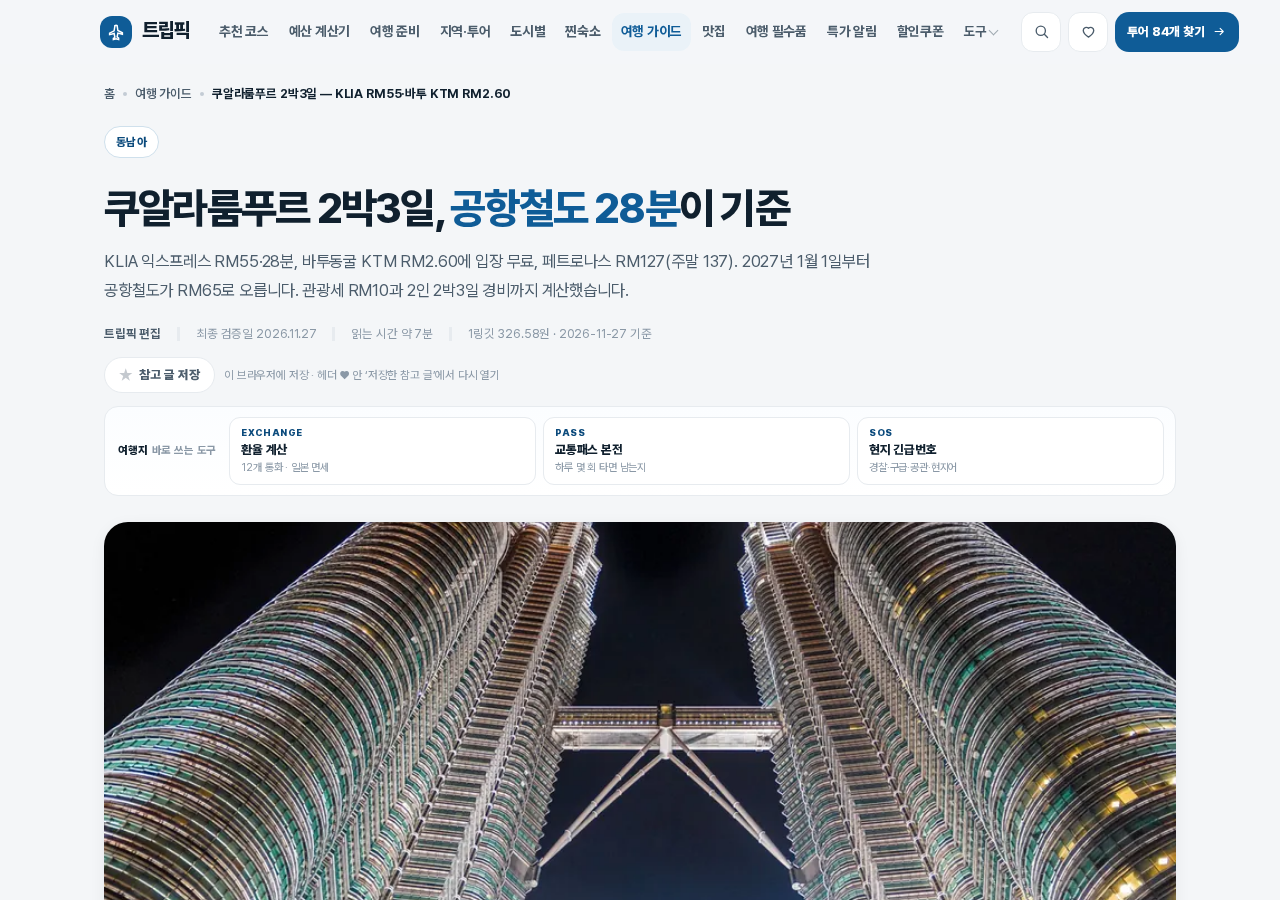 트립픽
추천 코스
예산 계산기
여행 준비
지역·투어
도시별
찐숙소
여행 가이드
맛집
여행 필수품
특가 알림
할인쿠폰
도구
투어 84개 찾기 →
홈 • 여행 가이드 • 쿠알라룸푸르 2박3일 — KLIA RM55·바투 KTM RM2.60
동남아
쿠알라룸푸르 2박3일, 공항철도 28분이 기준
KLIA 익스프레스 RM55·28분, 바투동굴 KTM RM2.60에 입장 무료, 페트로나스 RM127(주말 137). 2027년 1월 1일부터
공항철도가 RM65로 오릅니다. 관광세 RM10과 2인 2박3일 경비까지 계산했습니다.
트립픽 편집 | 최종 검증일 2026.11.27 | 읽는 시간 약 7분 | 1링깃 326.58원 · 2026-11-27 기준
★ 참고 글 저장
이 브라우저에 저장 · 헤더 ♥ 안 '저장한 참고 글'에서 다시 열기
여행지 바로 쓰는 도구
EXCHANGE
환율 계산
12개 통화 · 일본 면세
PASS
교통패스 본전
하루 몇 회 타면 남는지
SOS
현지 긴급번호
경찰·구급·공관·현지어